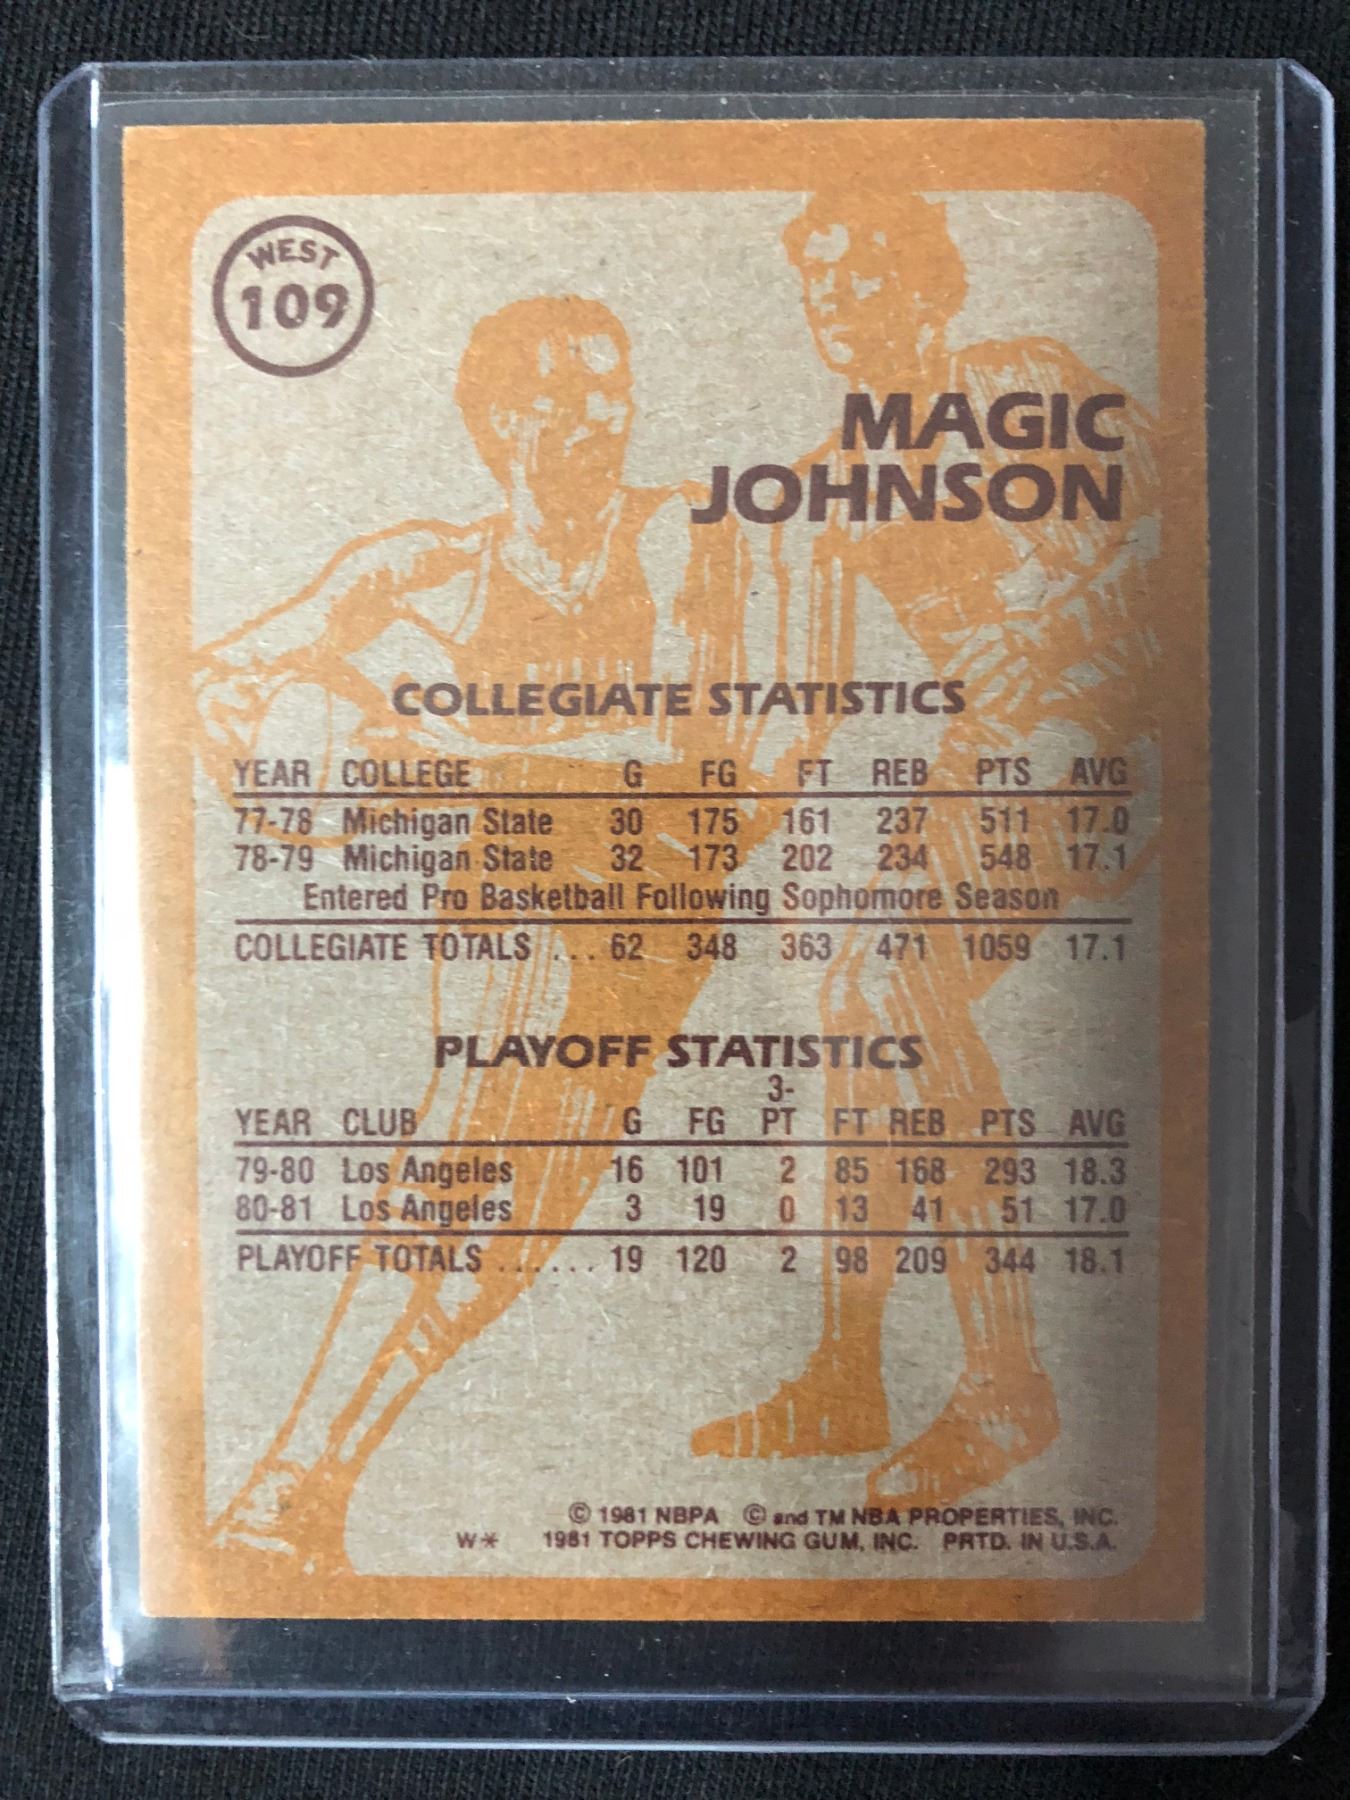 WEST
109
MAGIC
JOHNSON
COLLEGIATE STATISTICS
YEAR COLLEGE G FG FT REB PTS AVG
77-78 Michigan State 30 175 161 237 511 17.0
78-79 Michigan State 32 173 202 234 548 17.1
Entered Pro Basketball Following Sophomore Season
COLLEGIATE TOTALS ... 62 348 363 471 1059 17.1
PLAYOFF STATISTICS
3-
YEAR CLUB G FG PT FT REB PTS AVG
79-80 Los Angeles 16 101 2 85 168 293 18.3
80-81 Los Angeles 3 19 0 13 41 51 17.0
PLAYOFF TOTALS ...... 19 120 2 98 209 344 18.1
© 1981 NBPA © and TM NBA PROPERTIES, INC.
W* 1981 TOPPS CHEWING GUM, INC. PRTD. IN U.S.A.